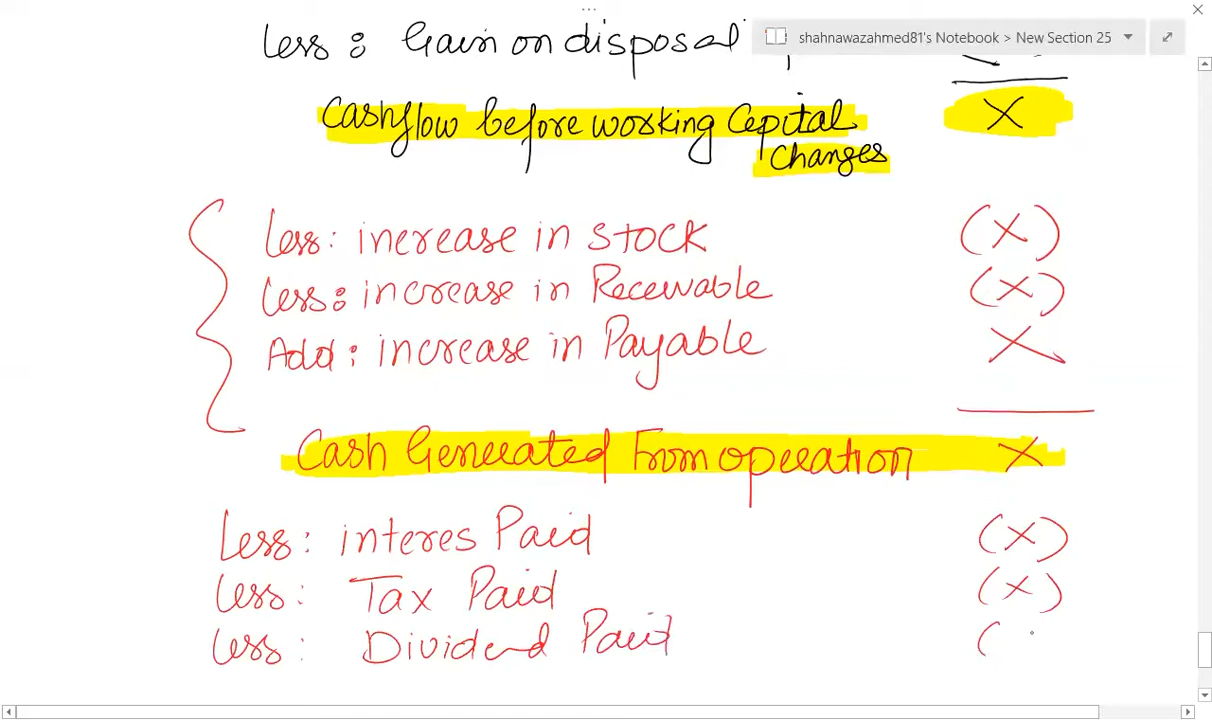 less : Gain on disposal
shahnawazahmed81's Notebook > New Section 25
Cashflow before working Capital X
Changes
Less: increase in STOCK (X)
Less: increase in Receivable (X)
Add: increase in Payable X
Cash Generated From operation X
Less: interes Paid (X)
Less: Tax Paid (X)
Less: Dividend Paid (